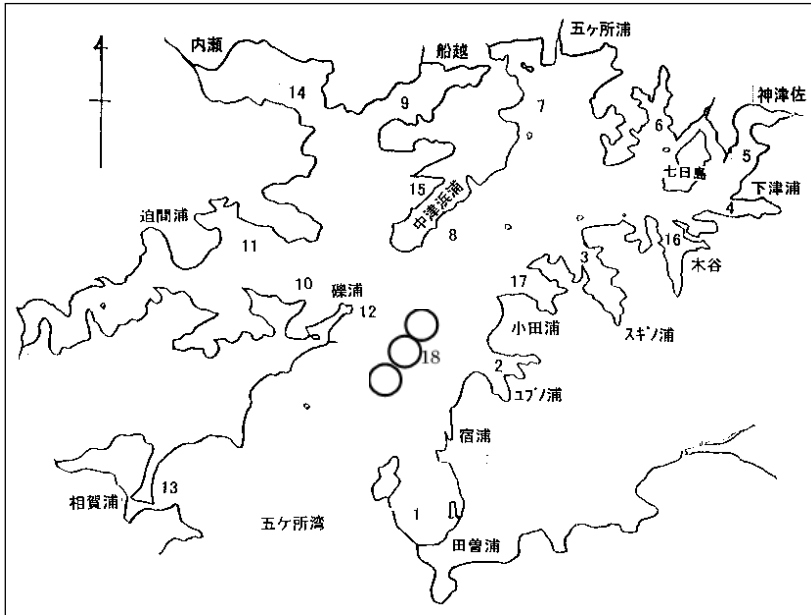 五ヶ所浦
内瀬
船越
14
9
7
神津佐
6
5
七日島
15
下津浦
中津浜浦
4
迫間浦
8
11
16
3
木谷
10
礫浦
17
12
小田浦
スギノ浦
18
2
ユブノ浦
宿浦
13
相賀浦
1
五ケ所湾
田曽浦